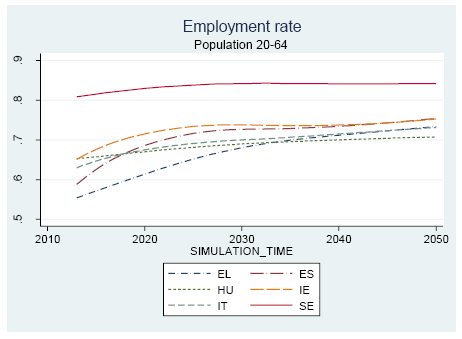 Employment rate
Population 20-64
.9
.8
.7
.6
.5
2010 2020 2030 2040 2050
SIMULATION_TIME
EL ES
HU IE
IT SE